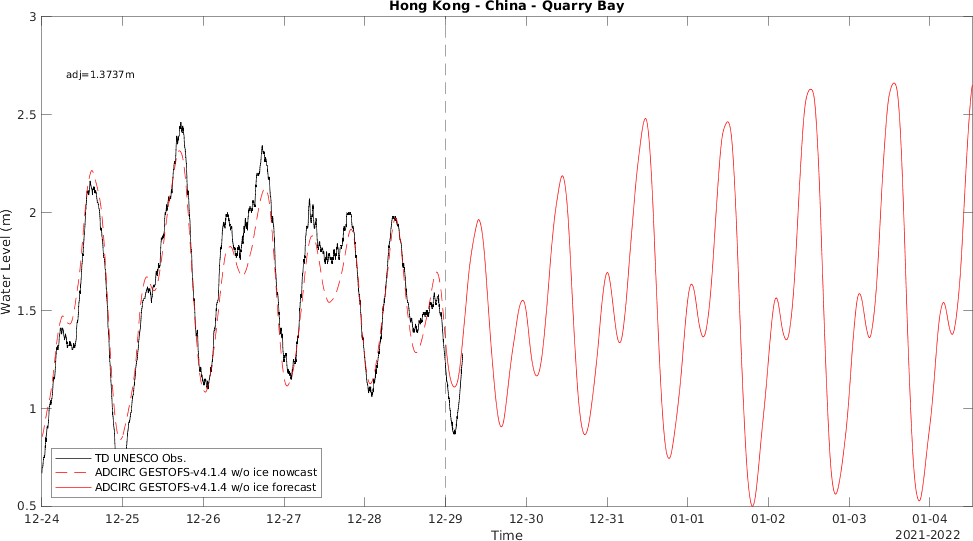 Hong Kong - China - Quarry Bay
adj=1.3737m
Water Level (m)
3
2.5
2
1.5
1
0.5
TD UNESCO Obs.
ADCIRC GESTOFS-v4.1.4 w/o ice nowcast
ADCIRC GESTOFS-v4.1.4 w/o ice forecast
12-24 12-25 12-26 12-27 12-28 12-29 12-30 12-31 01-01 01-02 01-03 01-04
Time
2021-2022